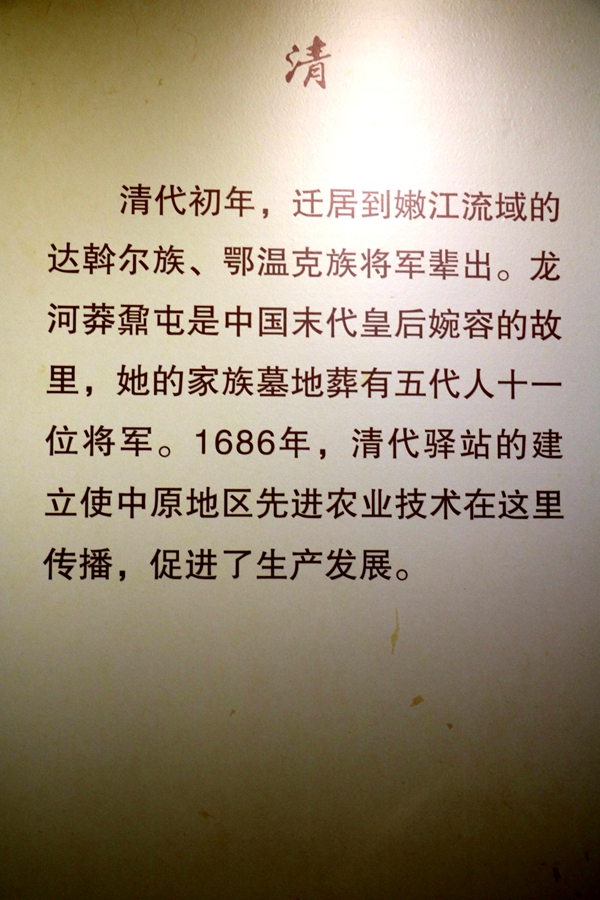 清
清代初年，迁居到嫩江流域的
达斡尔族、鄂温克族将军辈出。龙
河莽鼐屯是中国末代皇后婉容的故
里，她的家族墓地葬有五代人十一
位将军。1686年，清代驿站的建
立使中原地区先进农业技术在这里
传播，促进了生产发展。